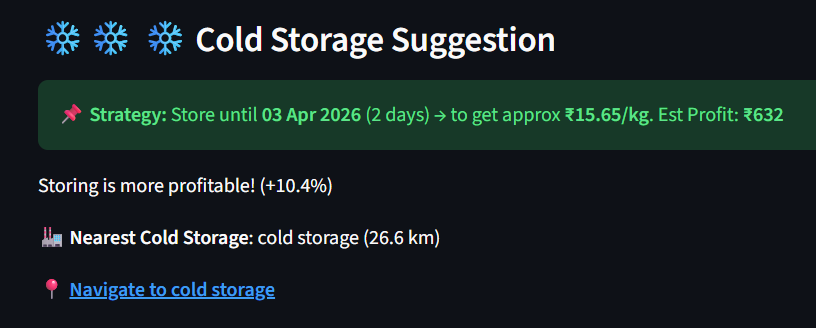 Cold Storage Suggestion
Strategy: Store until 03 Apr 2026 (2 days) → to get approx ₹15.65/kg. Est Profit: ₹632
Storing is more profitable! (+10.4%)
Nearest Cold Storage: cold storage (26.6 km)
Navigate to cold storage